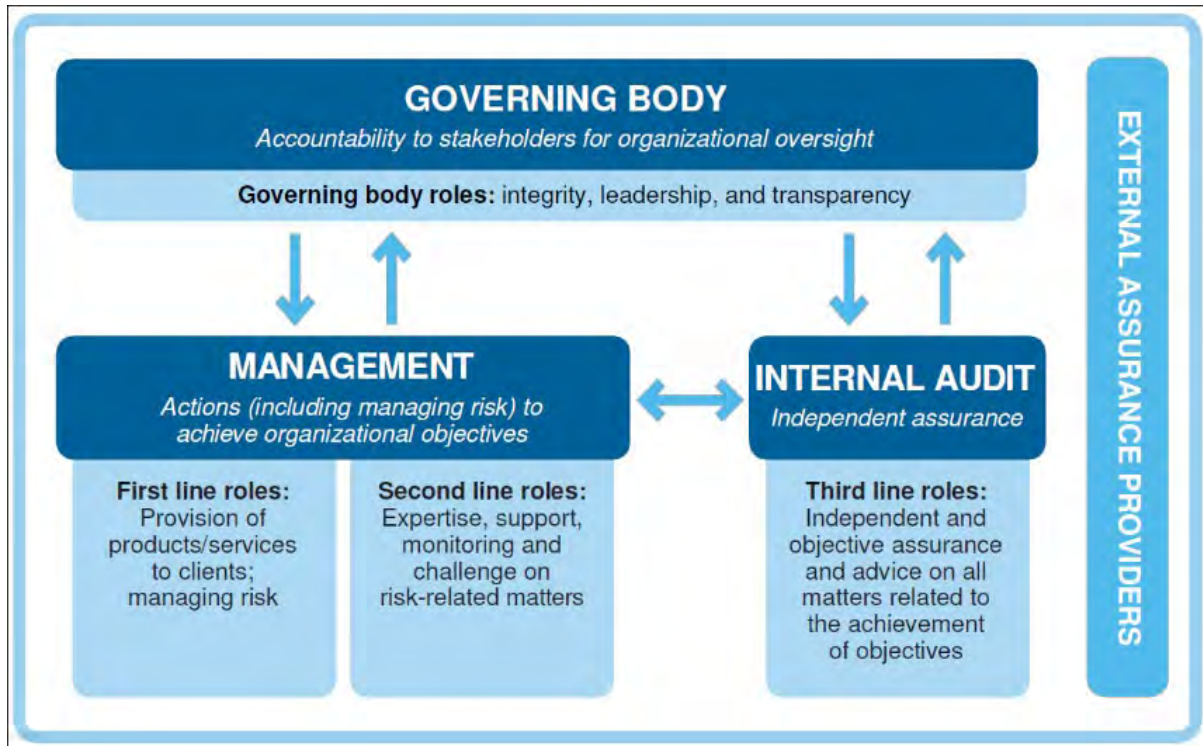 GOVERNING BODY
Accountability to stakeholders for organizational oversight
Governing body roles: integrity, leadership, and transparency
MANAGEMENT
Actions (including managing risk) to
achieve organizational objectives
First line roles:
Provision of
products/services
to clients;
managing risk
Second line roles:
Expertise, support,
monitoring and
challenge on
risk-related matters
INTERNAL AUDIT
Independent assurance
Third line roles:
Independent and
objective assurance
and advice on all
matters related to
the achievement
of objectives
EXTERNAL ASSURANCE PROVIDERS